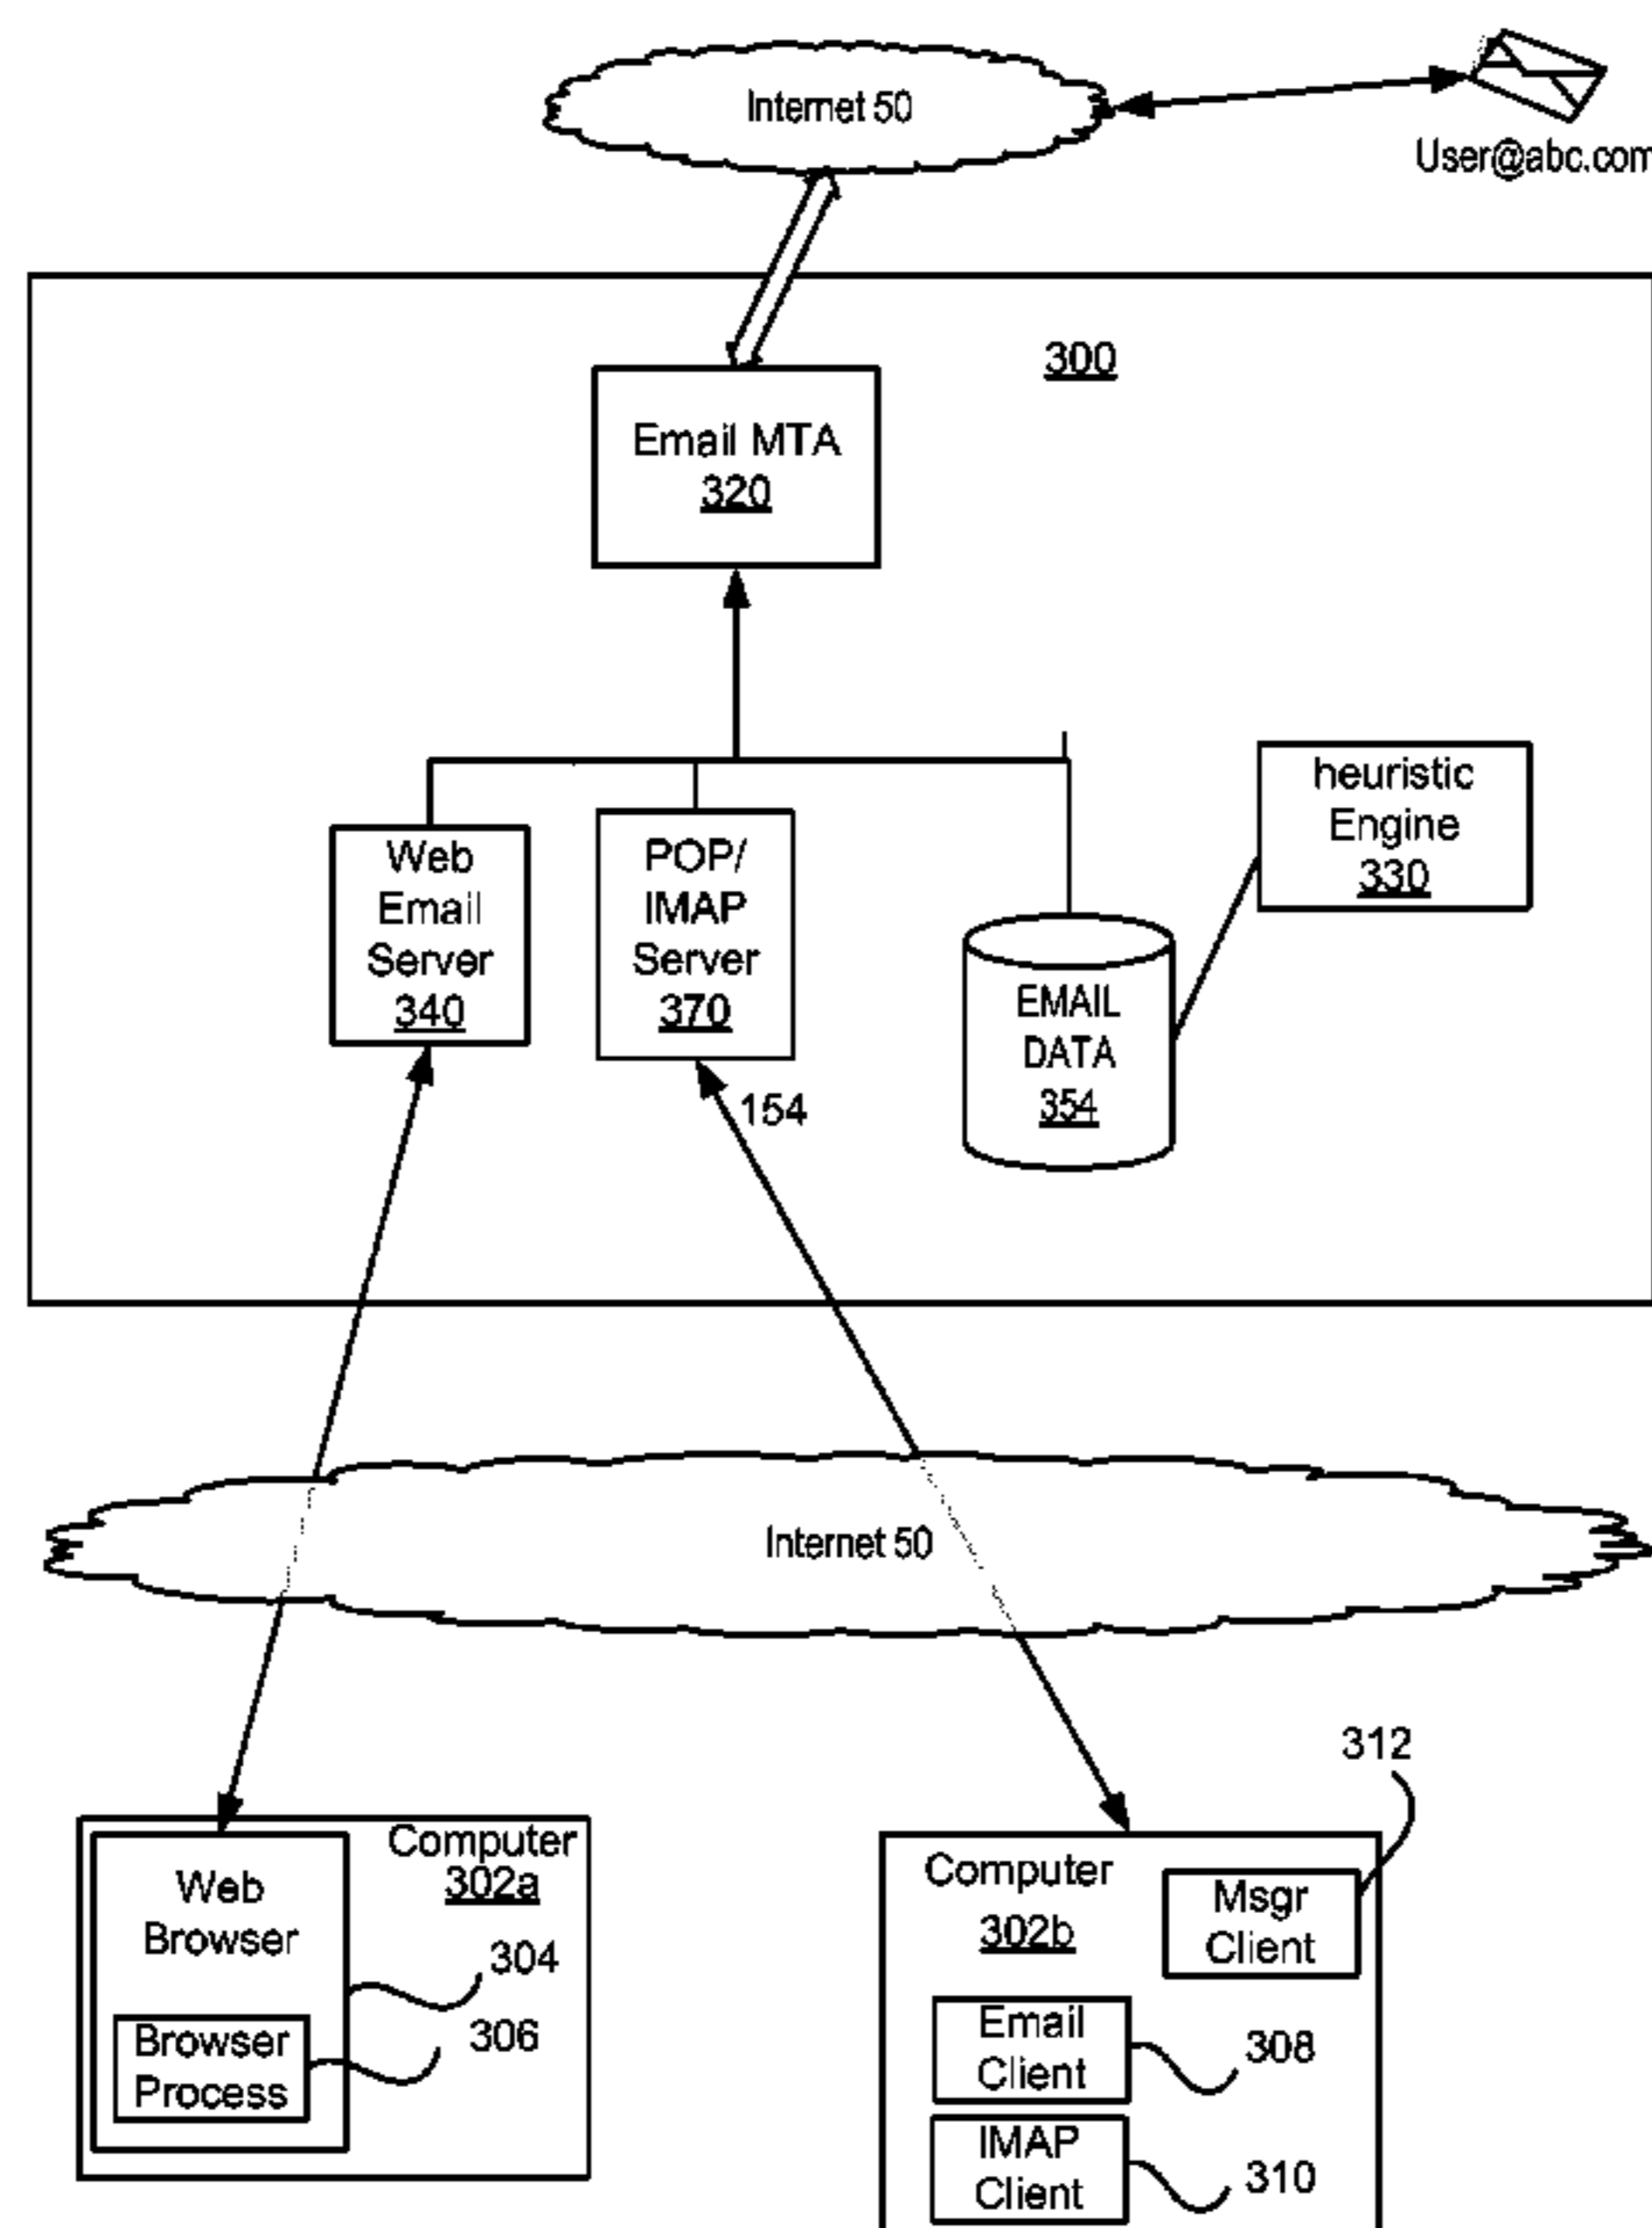 Internet 50
User@abc.com
300
Email MTA
320
heuristic
Engine
330
Web
Email
Server
340
POP/
IMAP
Server
370
EMAIL
DATA
354
154
Internet 50
312
Computer
302a
Web
Browser
304
Browser
Process
306
Computer
302b
Msgr
Client
Email
Client
308
IMAP
Client
310